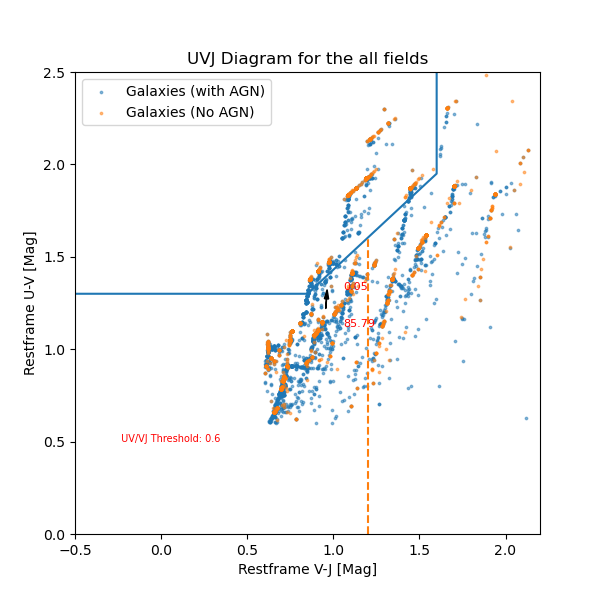 UVJ Diagram for the all fields
Galaxies (with AGN)
Galaxies (No AGN)
2.5
2.0
1.5
1.0
0.5
0.0
Restframe U-V [Mag]
0.05
85.79
UV/VJ Threshold: 0.6
−0.5 0.0 0.5 1.0 1.5 2.0
Restframe V-J [Mag]